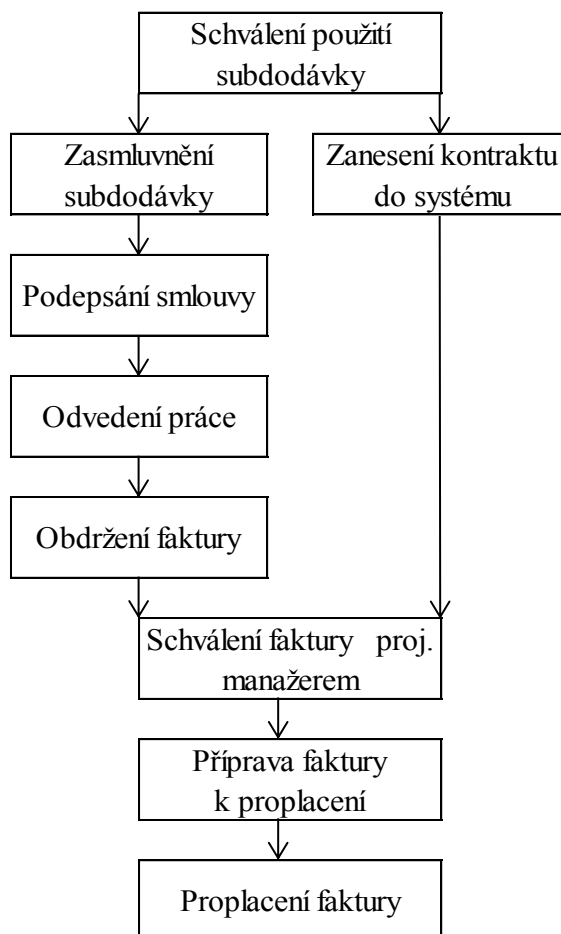 Schválení použití
subdodávky
Zasmluvnění
subdodávky
Zanesení kontraktu
do systému
Podepsání smlouvy
Odvedení práce
Obdržení faktury
Schválení faktury proj.
manažerem
Příprava faktury
k proplacení
Proplacení faktury